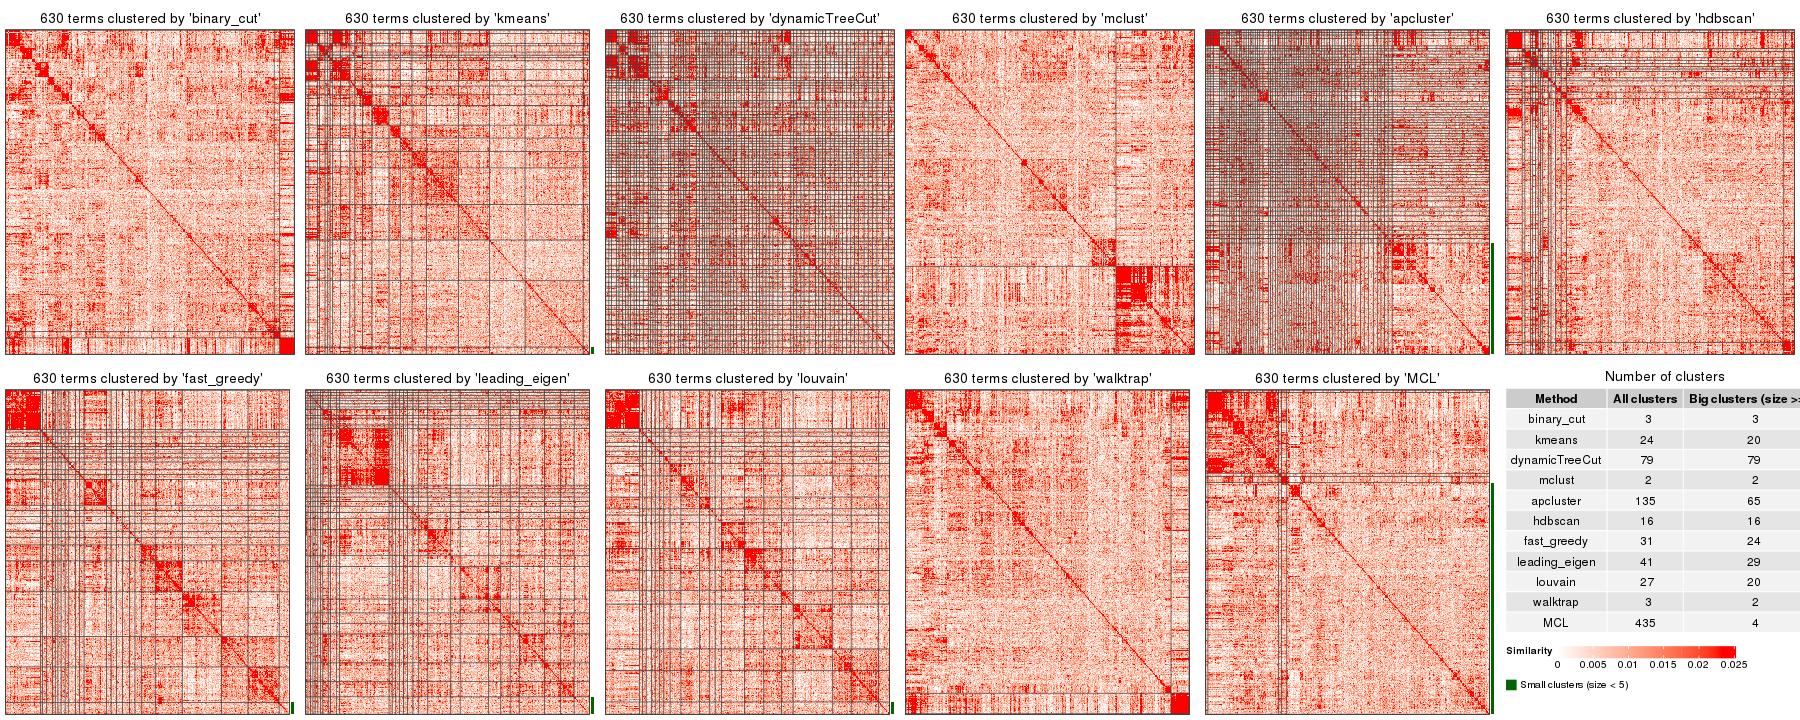 630 terms clustered by 'binary_cut'
630 terms clustered by 'kmeans'
630 terms clustered by 'dynamicTreeCut'
630 terms clustered by 'mclust'
630 terms clustered by 'apcluster'
630 terms clustered by 'hdbscan'
630 terms clustered by 'fast_greedy'
630 terms clustered by 'leading_eigen'
630 terms clustered by 'louvain'
630 terms clustered by 'walktrap'
630 terms clustered by 'MCL'
Number of clusters
Method All clusters Big clusters (size >=
binary_cut 3 3
kmeans 24 20
dynamicTreeCut 79 79
mclust 2 2
apcluster 135 65
hdbscan 16 16
fast_greedy 31 24
leading_eigen 41 29
louvain 27 20
walktrap 3 2
MCL 435 4
Similarity
0 0.005 0.01 0.015 0.02 0.025
Small clusters (size < 5)